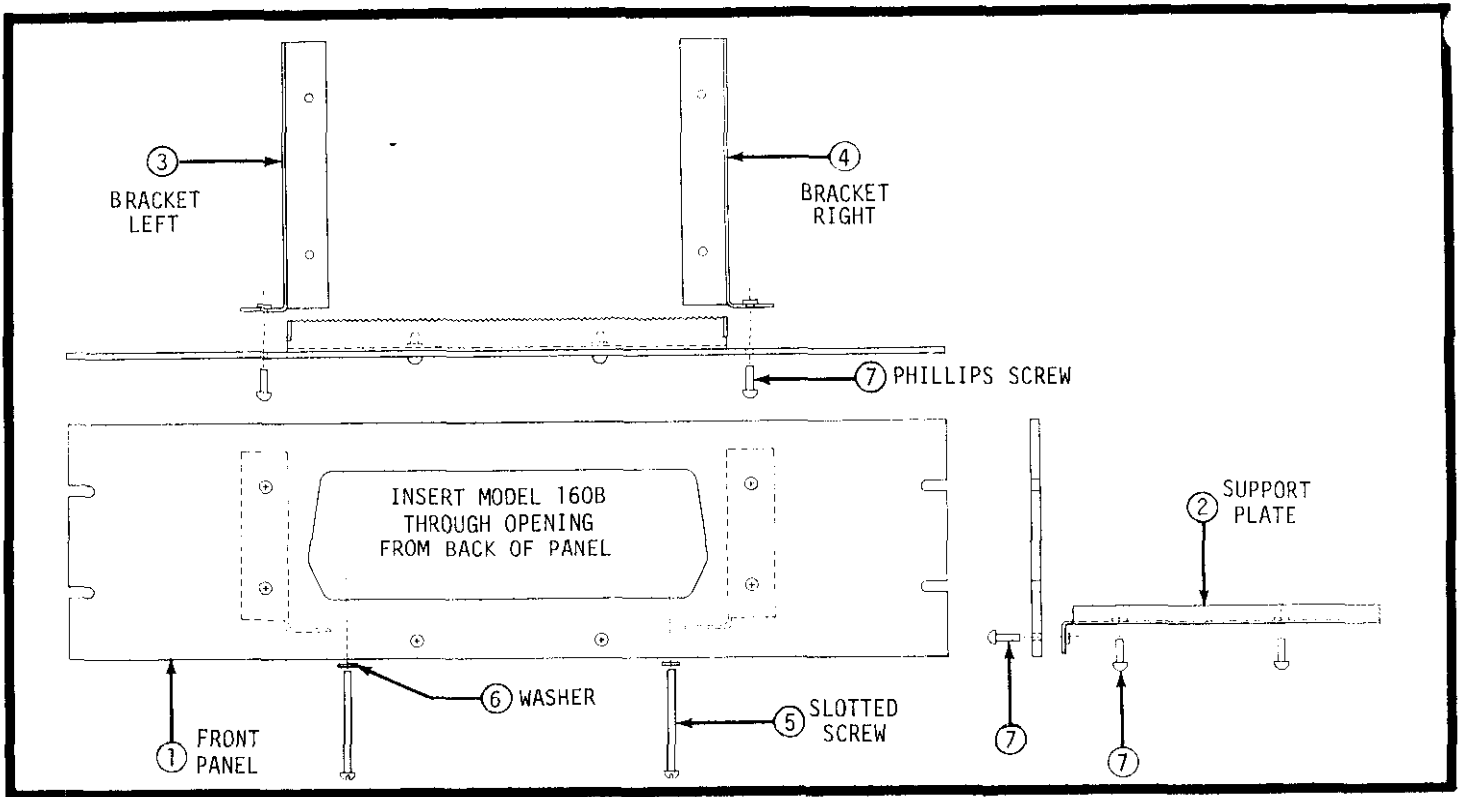 3
BRACKET
LEFT
4
BRACKET
RIGHT
7 PHILLIPS SCREW
INSERT MODEL 160B
THROUGH OPENING
FROM BACK OF PANEL
2 SUPPORT
PLATE
6 WASHER
5 SLOTTED
SCREW
1 FRONT
PANEL
7
7